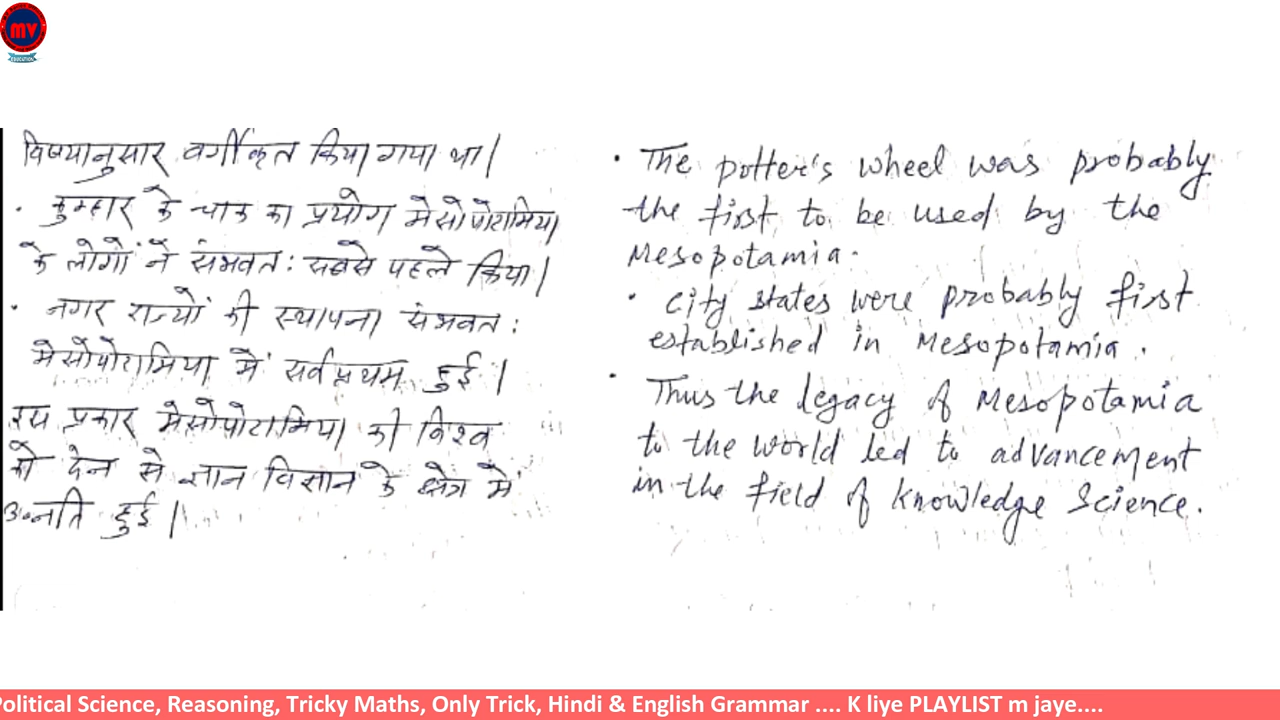 mv
EDUCATION
विषयानुसार वर्गीकृत किया गया था|
• कुम्हार के चाक का प्रयोग मेसोपोटामिया
के लोगों ने संभवत: सबसे पहले किया|
• नगर राज्यों की स्थापना संभवत:
मेसोपोटामिया में सर्वप्रथम हुई|
इस प्रकार मेसोपोटामिया की विश्व
को देन से ज्ञान विज्ञान के क्षेत्र में
उन्नति हुई|
• The potter's wheel was probably
the first to be used by the
Mesopotamia.
• City states were probably first
established in Mesopotamia.
• Thus the legacy of Mesopotamia
to the world led to advancement
in the field of knowledge Science.
Political Science, Reasoning, Tricky Maths, Only Trick, Hindi & English Grammar .... K liye PLAYLIST m jaye....